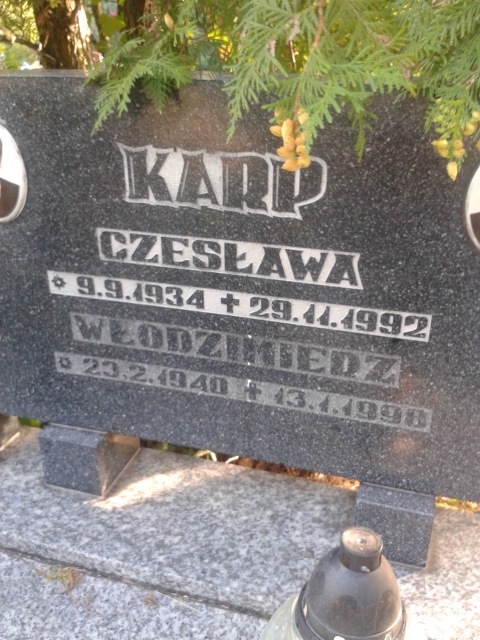 KARP
CZESŁAWA
✡ 9.9.1934 ✝ 29.11.1992
WŁODZIMIERZ
✡ 23.2.1940 ✝ 13.1.1998